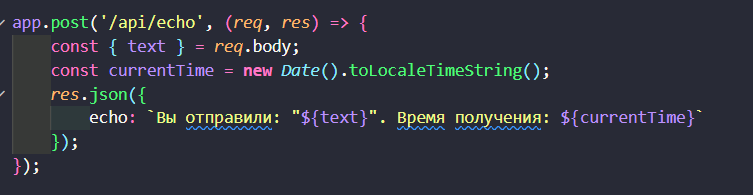 app.post('/api/echo', (req, res) => {
    const { text } = req.body;
    const currentTime = new Date().toLocaleTimeString();
    res.json({
        echo: `Вы отправили: "${text}". Время получения: ${currentTime}`
    });
});